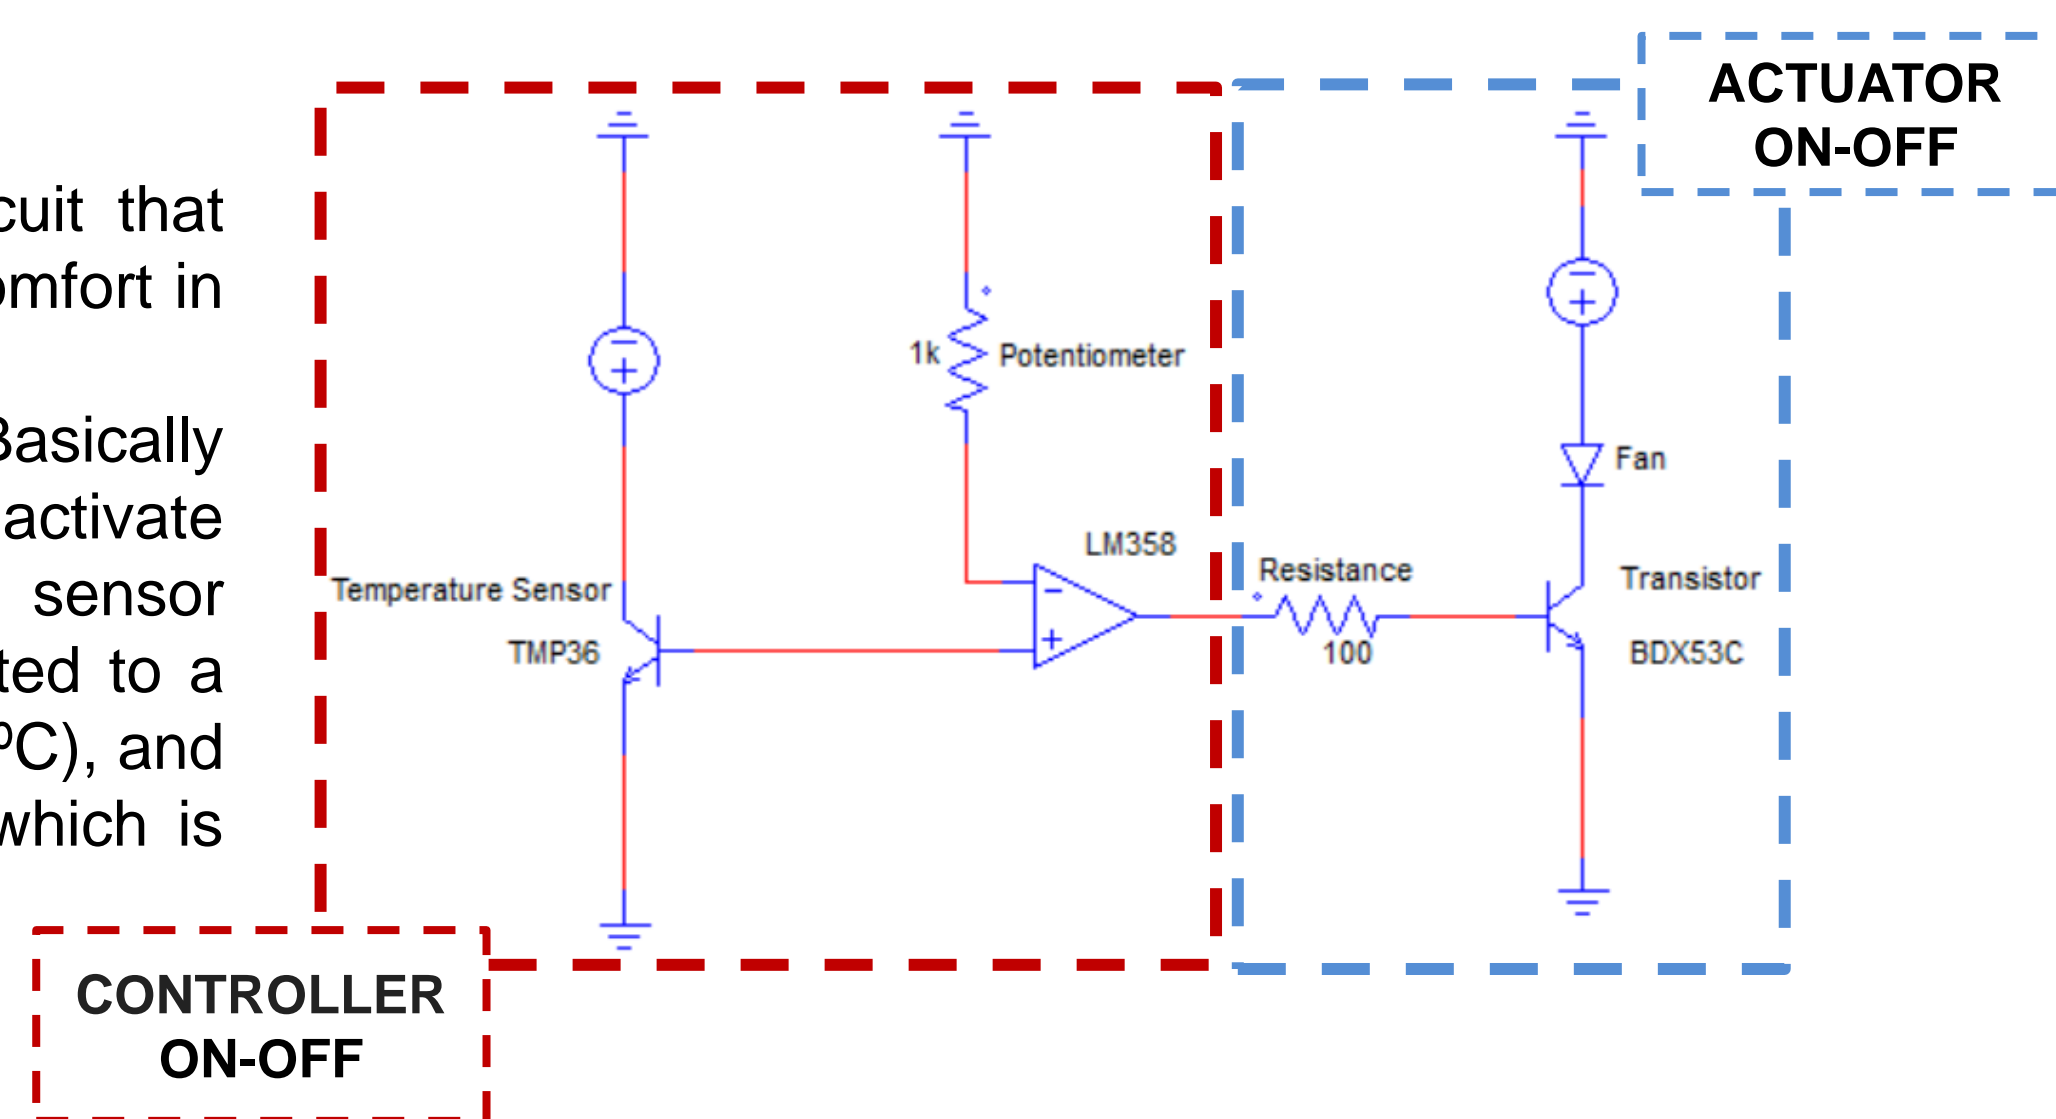 ACTUATOR
ON-OFF
cuit that
omfort in
Basically
activate
sensor
ted to a
ºC), and
which is
1k
Potentiometer
LM358
Temperature Sensor
TMP36
Resistance
100
Fan
Transistor
BDX53C
CONTROLLER
ON-OFF